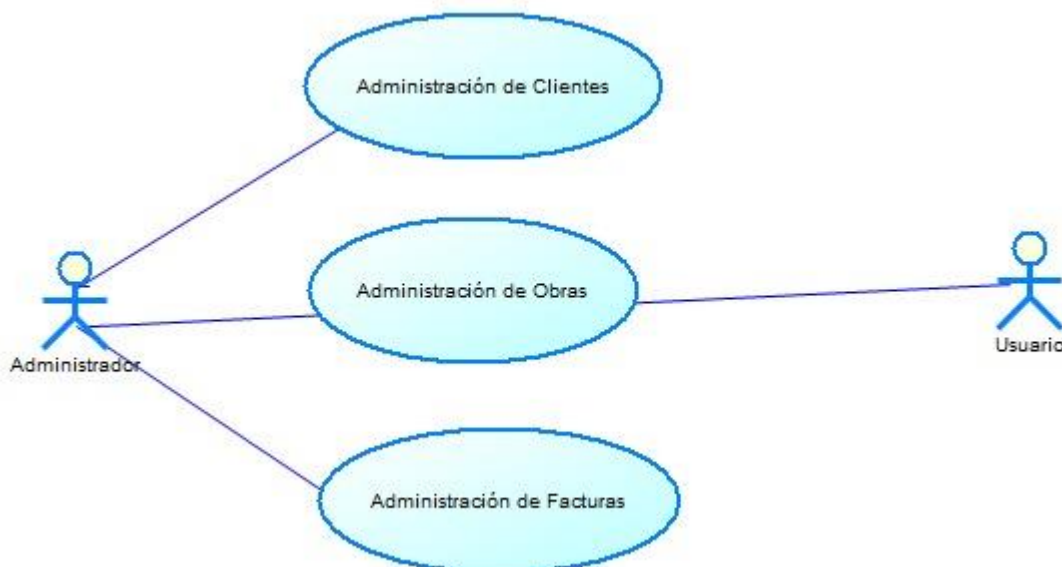 Administración de Clientes
Administración de Obras
Administrador
Usuario
Administración de Facturas